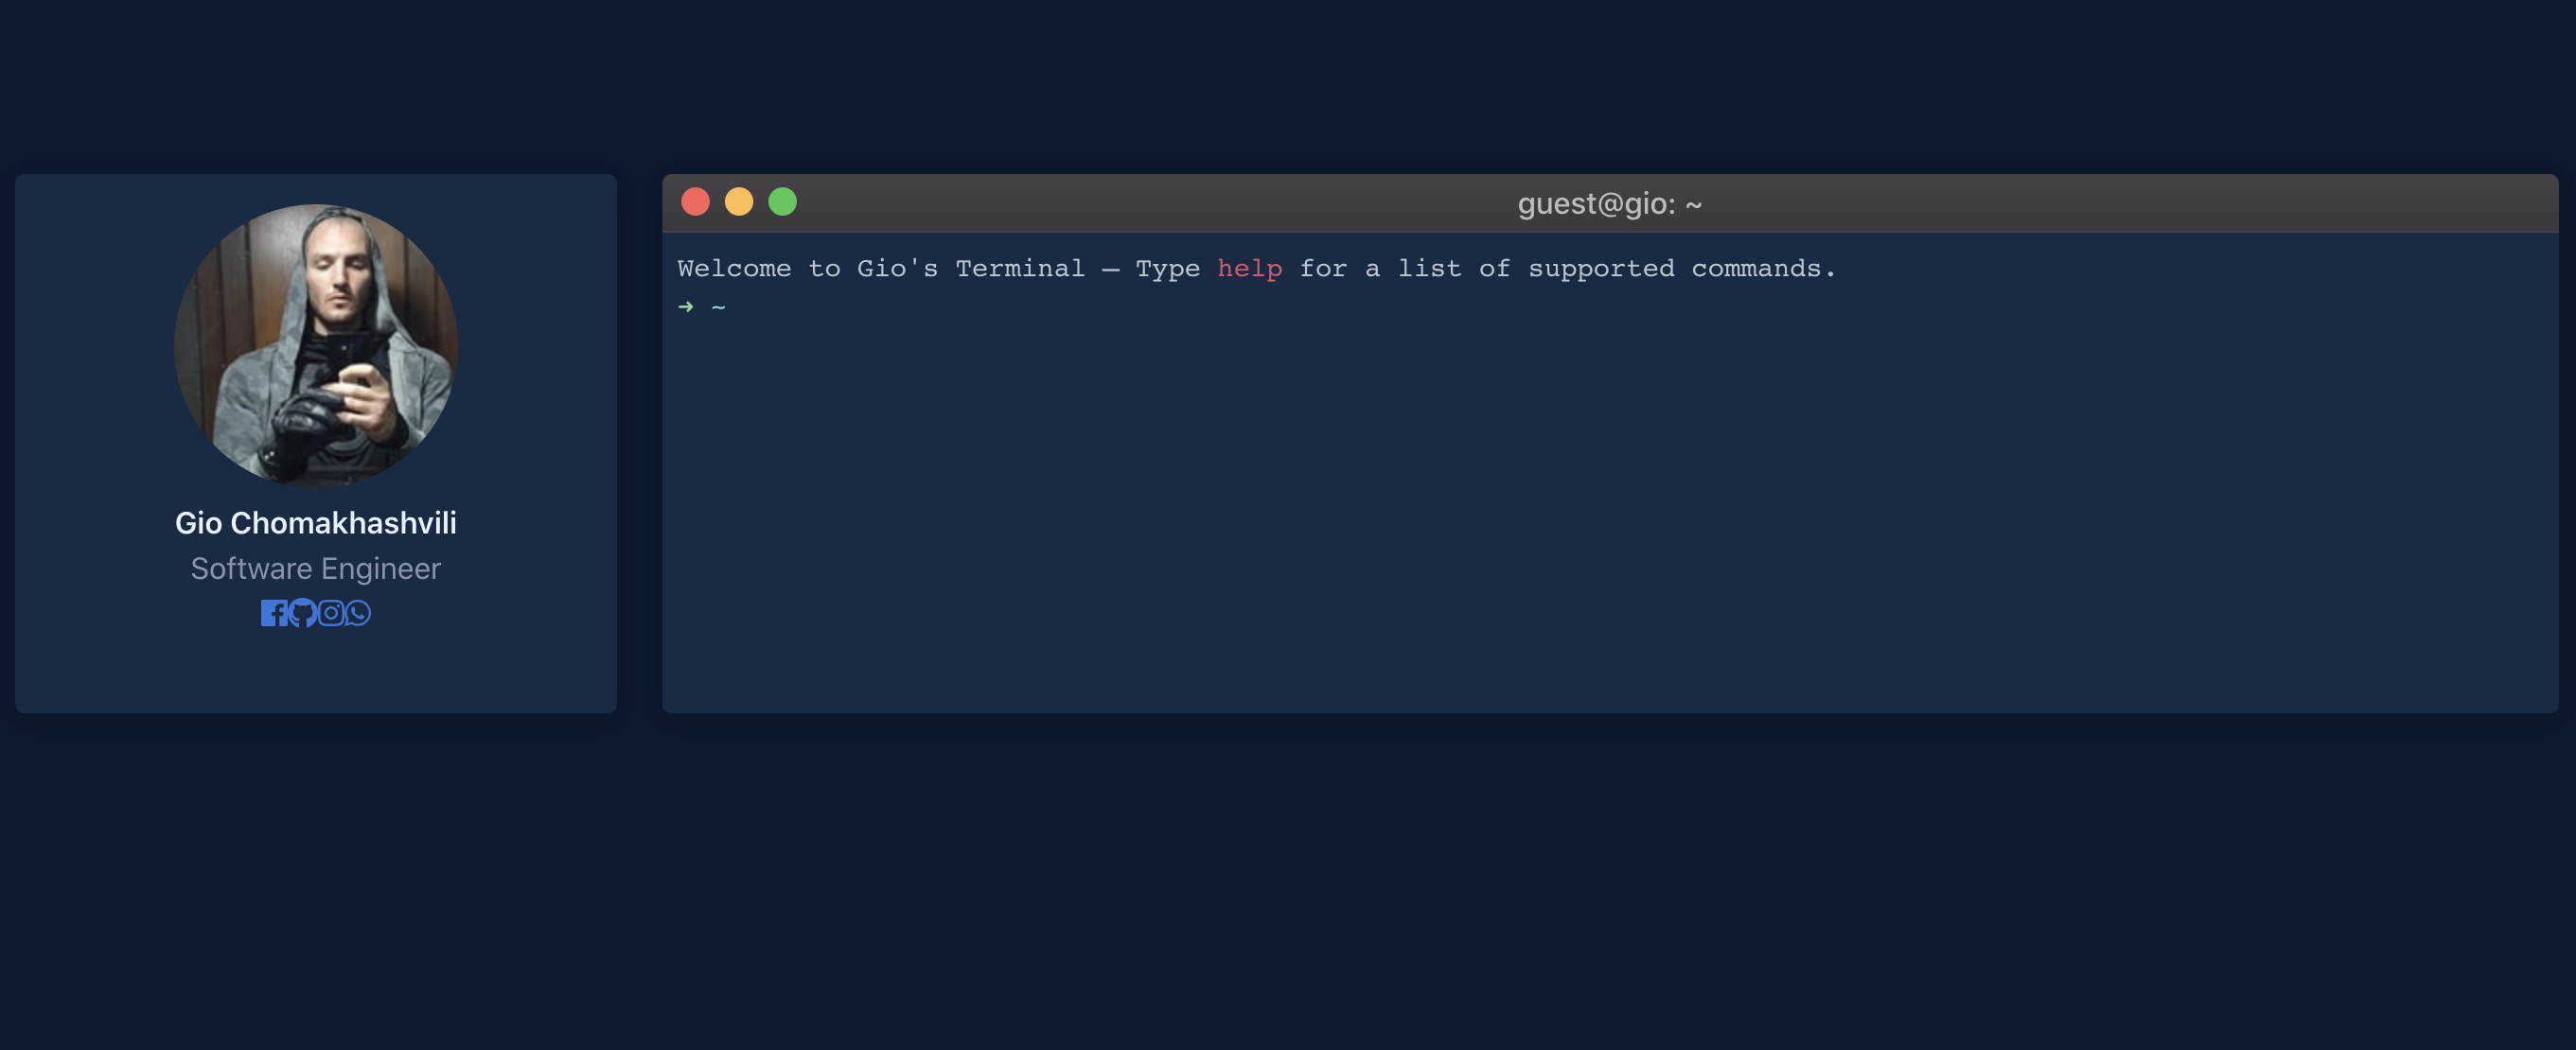 Gio Chomakhashvili
Software Engineer
guest@gio: ~
Welcome to Gio's Terminal — Type help for a list of supported commands.
➜ ~